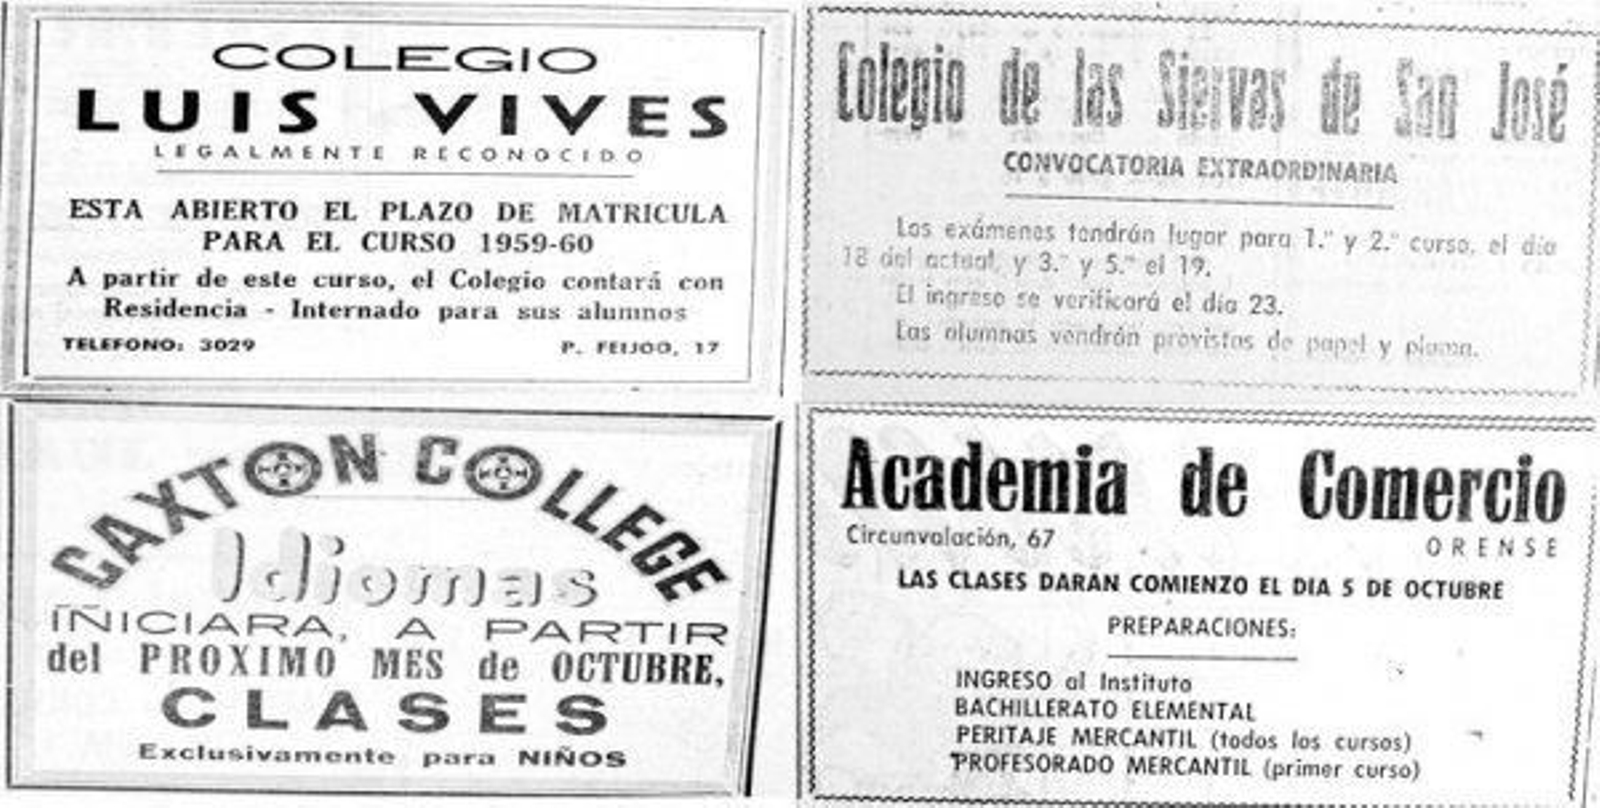 COLEGIO
LUIS VIVES
LEGALMENTE RECONOCIDO
ESTA ABIERTO EL PLAZO DE MATRICULA
PARA EL CURSO 1959-60
A partir de este curso, el Colegio contará con
Residencia - Internado para sus alumnos
TELEFONO: 3029 P. FEIJOO, 17
Colegio de las Siervas de San José
CONVOCATORIA EXTRAORDINARIA
Los exámenes tendrán lugar para 1.º y 2.º curso, el día
18 del actual, y 3.º y 5.º el 19.
El ingreso se verificará el día 23.
Las alumnas vendrán provistas de papel y pluma.
CAXTON COLLEGE
Idiomas
INICIARA, A PARTIR
del PROXIMO MES de OCTUBRE,
CLASES
Exclusivamente para NIÑOS
Academia de Comercio
Circunvalación, 67 ORENSE
LAS CLASES DARAN COMIENZO EL DIA 5 DE OCTUBRE
PREPARACIONES:
INGRESO al Instituto
BACHILLERATO ELEMENTAL
PERITAJE MERCANTIL (todos los cursos)
PROFESORADO MERCANTIL (primer curso)